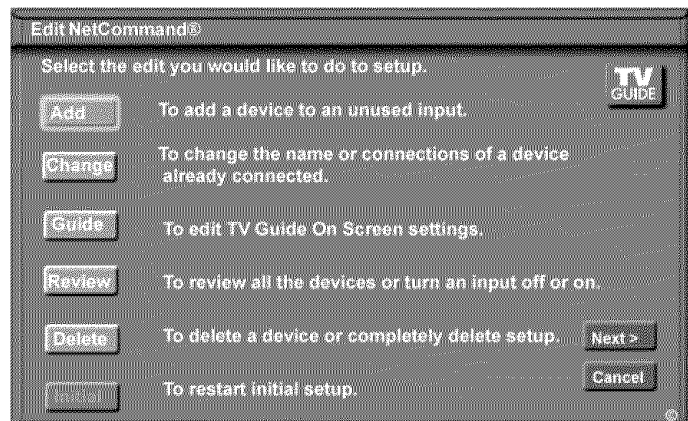 Edit NetCommand®
Select the edit you would like to do to setup.
TV
GUIDE
Add To add a device to an unused input.
Change To change the name or connections of a device
already connected.
Guide To edit TV Guide On Screen settings.
Review To review all the devices or turn an input off or on.
Delete To delete a device or completely delete setup.
Next >
Initial To restart initial setup.
Cancel
©